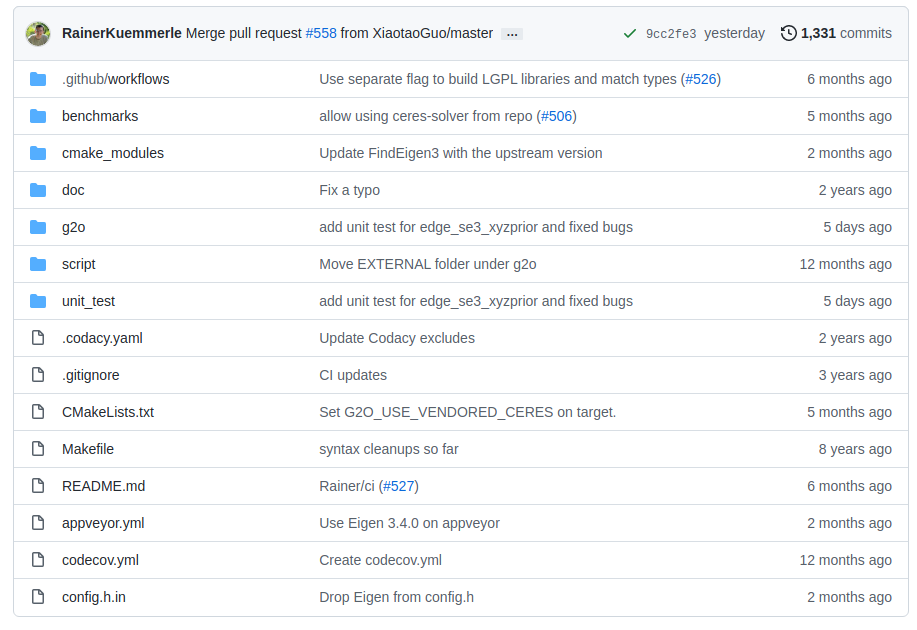 RainerKuemmerle Merge pull request #558 from XiaotaoGuo/master ... 9cc2fe3 yesterday 1,331 commits
.github/workflows Use separate flag to build LGPL libraries and match types (#526) 6 months ago
benchmarks allow using ceres-solver from repo (#506) 5 months ago
cmake_modules Update FindEigen3 with the upstream version 2 months ago
doc Fix a typo 2 years ago
g2o add unit test for edge_se3_xyzprior and fixed bugs 5 days ago
script Move EXTERNAL folder under g2o 12 months ago
unit_test add unit test for edge_se3_xyzprior and fixed bugs 5 days ago
.codacy.yaml Update Codacy excludes 2 years ago
.gitignore CI updates 3 years ago
CMakeLists.txt Set G2O_USE_VENDORED_CERES on target. 5 months ago
Makefile syntax cleanups so far 8 years ago
README.md Rainer/ci (#527) 6 months ago
appveyor.yml Use Eigen 3.4.0 on appveyor 2 months ago
codecov.yml Create codecov.yml 12 months ago
config.h.in Drop Eigen from config.h 2 months ago